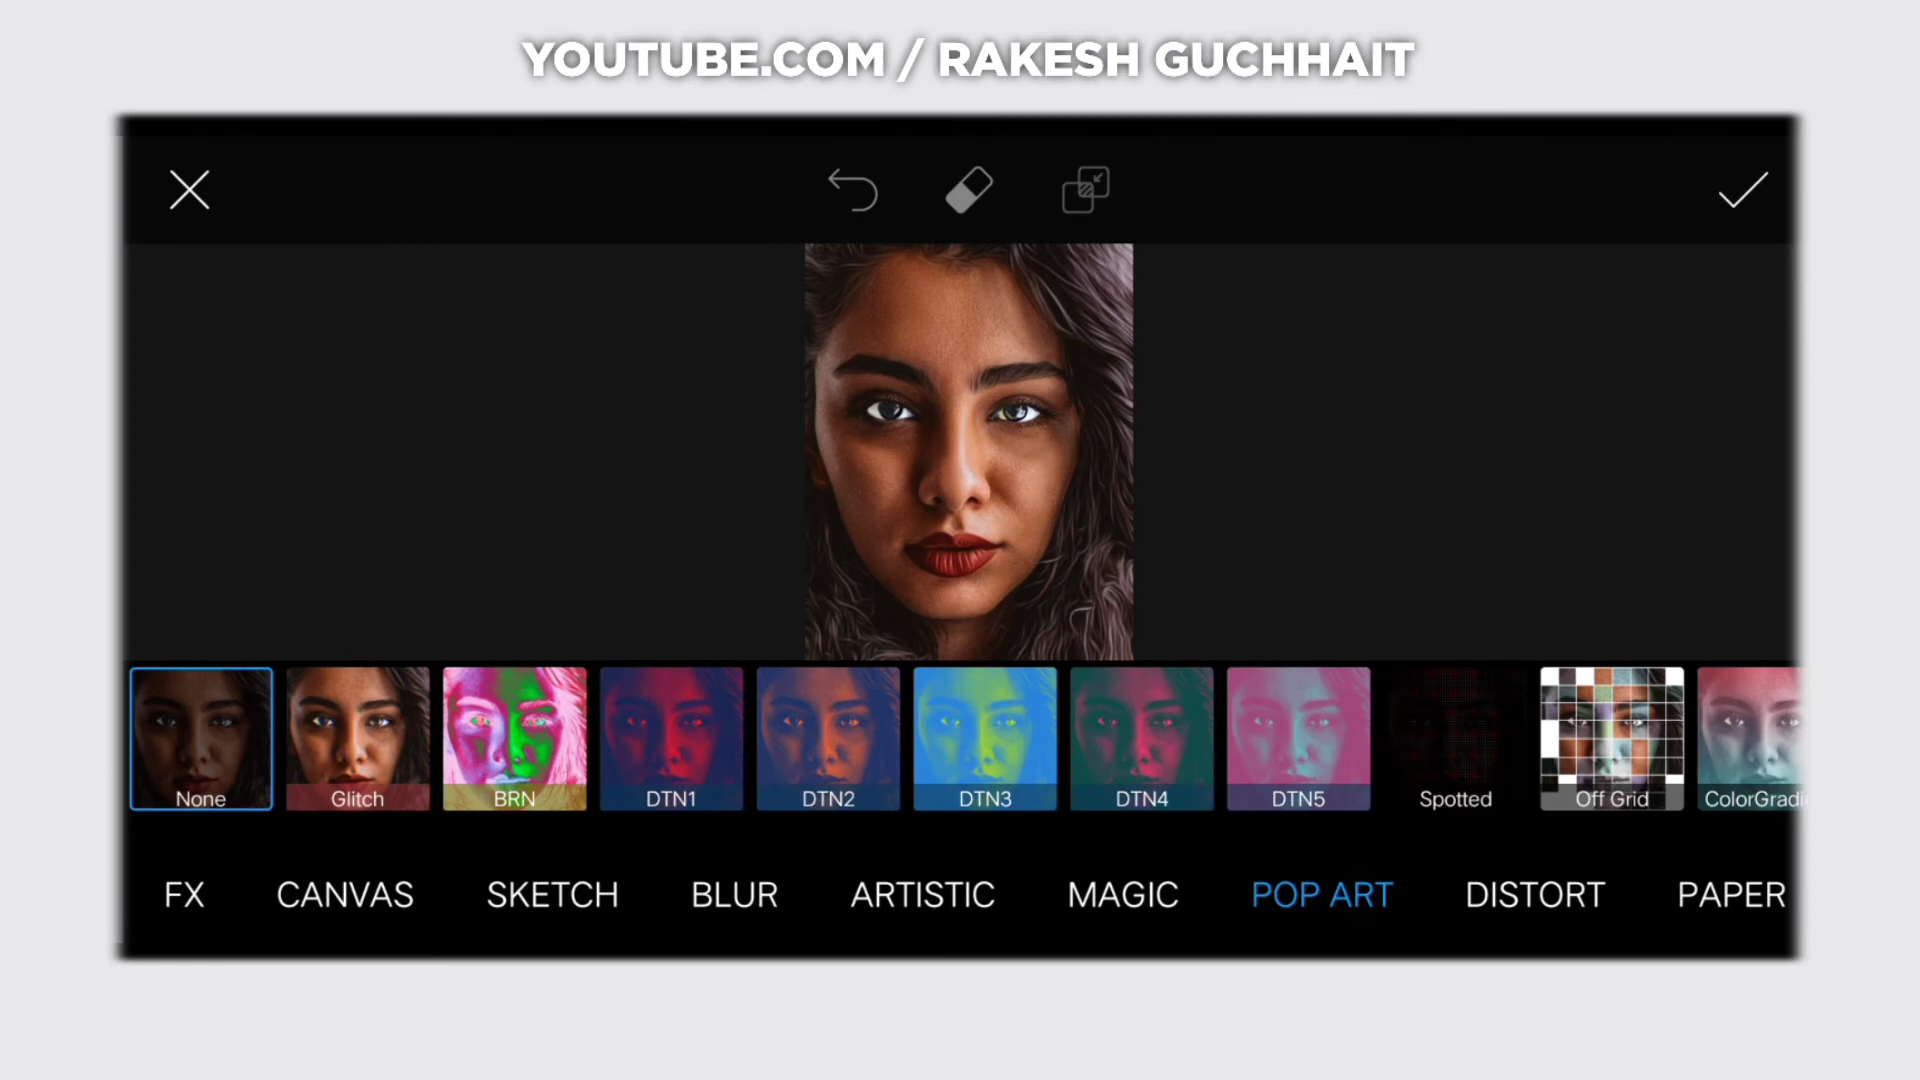 YOUTUBE.COM / RAKESH GUCHHAIT
None Glitch BRN DTN1 DTN2 DTN3 DTN4 DTN5 Spotted Off Grid ColorGradi
FX CANVAS SKETCH BLUR ARTISTIC MAGIC POP ART DISTORT PAPER